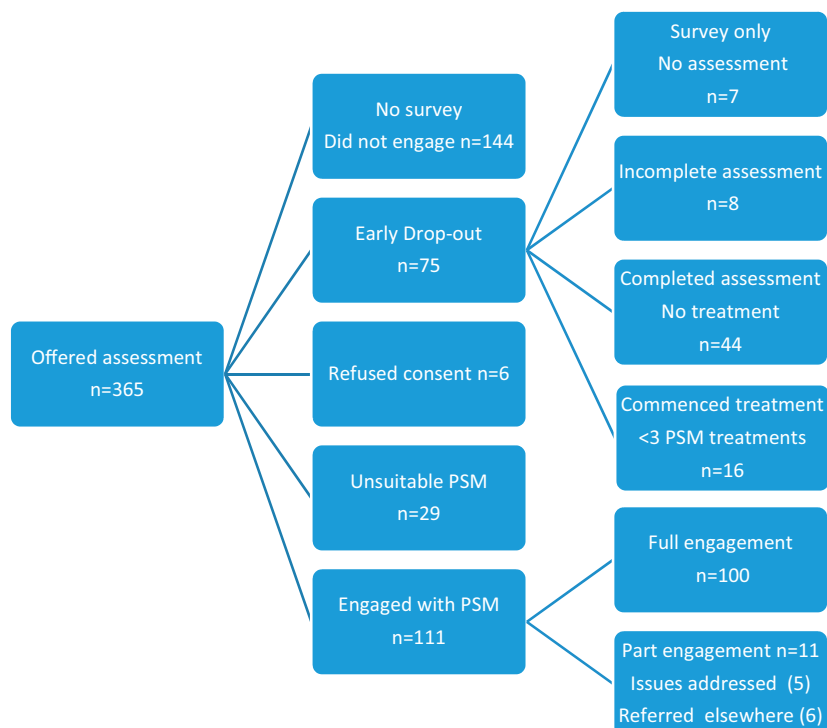 Offered assessment
n=365
No survey
Did not engage n=144
Early Drop-out
n=75
Refused consent n=6
Unsuitable PSM
n=29
Engaged with PSM
n=111
Survey only
No assessment
n=7
Incomplete assessment
n=8
Completed assessment
No treatment
n=44
Commenced treatment
<3 PSM treatments
n=16
Full engagement
n=100
Part engagement n=11
Issues addressed (5)
Referred elsewhere (6)